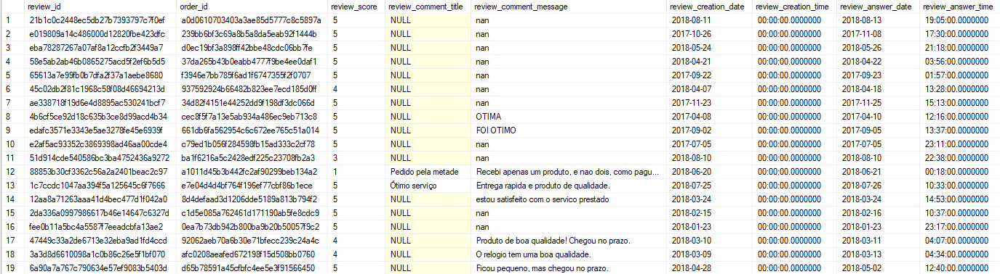 review_id order_id review_score review_comment_title review_comment_message review_creation_date review_creation_time review_answer_date review_answer_time
1 21b1c0c2448ec5db27b7393797c7f0ef a0d0610703403a3ae85d5777c8c5897a 5 NULL nan 2018-08-11 00:00:00.0000000 2018-08-13 19:05:00.0000000
2 e019809a14c486000d12820fbe423dfc 239bb6bf3c69a8b5a8da5eab92f1444b 5 NULL nan 2017-10-26 00:00:00.0000000 2017-11-08 17:30:00.0000000
3 eba78287267a07af8a12ccfb2f3449a7 d0ec19bf3a898ff42bbe48cdc06bb7fe 5 NULL nan 2018-05-24 00:00:00.0000000 2018-05-26 21:18:00.0000000
4 58e5ab2ab46b0865275acd5f2ef6b5d5 37da265b43b0eabb4777f9be4ee0daf1 5 NULL nan 2018-04-21 00:00:00.0000000 2018-04-22 03:56:00.0000000
5 65613a7e99fb0b7dfa2f37a1aebe8680 f3946e7bb785f6ad1f6747355f2f0707 5 NULL nan 2017-09-22 00:00:00.0000000 2017-09-23 01:57:00.0000000
6 45c02db2f81c1968c58f08d46694213d 937592924b66482b823ee7ecd185d0ff 4 NULL nan 2018-04-07 00:00:00.0000000 2018-04-18 13:28:00.0000000
7 ae338718f19d6e4d8895ac530241bcf7 34d82f4151e44252dd9f198df3dc066d 5 NULL nan 2017-11-23 00:00:00.0000000 2017-11-25 15:13:00.0000000
8 4b6cf5ce92d18c635b3ce8d99acd4b34 cec8f5f7a13e5ab934a486ec9eb713c8 5 NULL OTIMA 2017-04-08 00:00:00.0000000 2017-04-10 12:16:00.0000000
9 edafc3571e3343e5ae3278fe45e6939f 661db6fa562954c6c672ee765c51a014 5 NULL FOI OTIMO 2017-09-02 00:00:00.0000000 2017-09-05 13:37:00.0000000
10 e2af5ac93352c3869398ad46aa00cde4 c79ed1b056f284598fb15ad333c2cf78 5 NULL nan 2017-07-05 00:00:00.0000000 2017-07-05 23:11:00.0000000
11 51d914cde540586bc3ba4752436a9272 ba1f6216a5c2428edf225c23708fb2a3 3 NULL nan 2018-08-10 00:00:00.0000000 2018-08-10 22:38:00.0000000
12 88853b30cf3362c56a2a2401beac2c97 a1011d45b3b442fc2af90299beb134a2 1 Pedido pela metade Recebi apenas um produto, e nao dois, como pagu... 2018-06-20 00:00:00.0000000 2018-06-21 00:18:00.0000000
13 1c7ccdc1047aa394f5a125645c6f7666 e7e04d4d4bf764f196ef77cbf86b1ece 5 Ótimo serviço Entrega rapida e produto de qualidade. 2018-07-25 00:00:00.0000000 2018-07-26 10:33:00.0000000
14 12aa8a71263aaa41d4bec477d1f042a0 8d4defaad3d1206dde5189a813b794f2 5 NULL estou satisfeito com o servico prestado 2018-03-24 00:00:00.0000000 2018-03-24 14:53:00.0000000
15 2da336a0997986617b46e14647c6327d c1d5e085a762461d171190ab5fe8cdc9 5 NULL nan 2018-02-15 00:00:00.0000000 2018-02-16 10:37:00.0000000
16 fee0b11a5bc4a5587f7eeadcbfa13ae2 0ea7b73db942b800ba9b20b50057f9c2 5 NULL nan 2018-01-23 00:00:00.0000000 2018-01-23 23:17:00.0000000
17 47449c33a2de6713e32eba9ad1fd4ccd 92062aeb70a6b30e71bfecc239c24a4c 4 NULL Produto de boa qualidade! Chegou no prazo. 2018-03-10 00:00:00.0000000 2018-03-11 04:07:00.0000000
18 3a3d8d6610098a1c0b86c26e5f1bf070 afc0208aeafed672198f15d508bb0760 4 NULL O relogio tem uma boa qualidade. 2018-03-09 00:00:00.0000000 2018-03-13 04:34:00.0000000
19 6a90a7a767c790634e57ef9083b5403d d65b78591a45cfbfc4ee5e3f91566450 5 NULL Ficou pequeno, mas chegou no prazo. 2018-04-28 00:00:00.0000000 2018-05-02 12:40:00.0000000